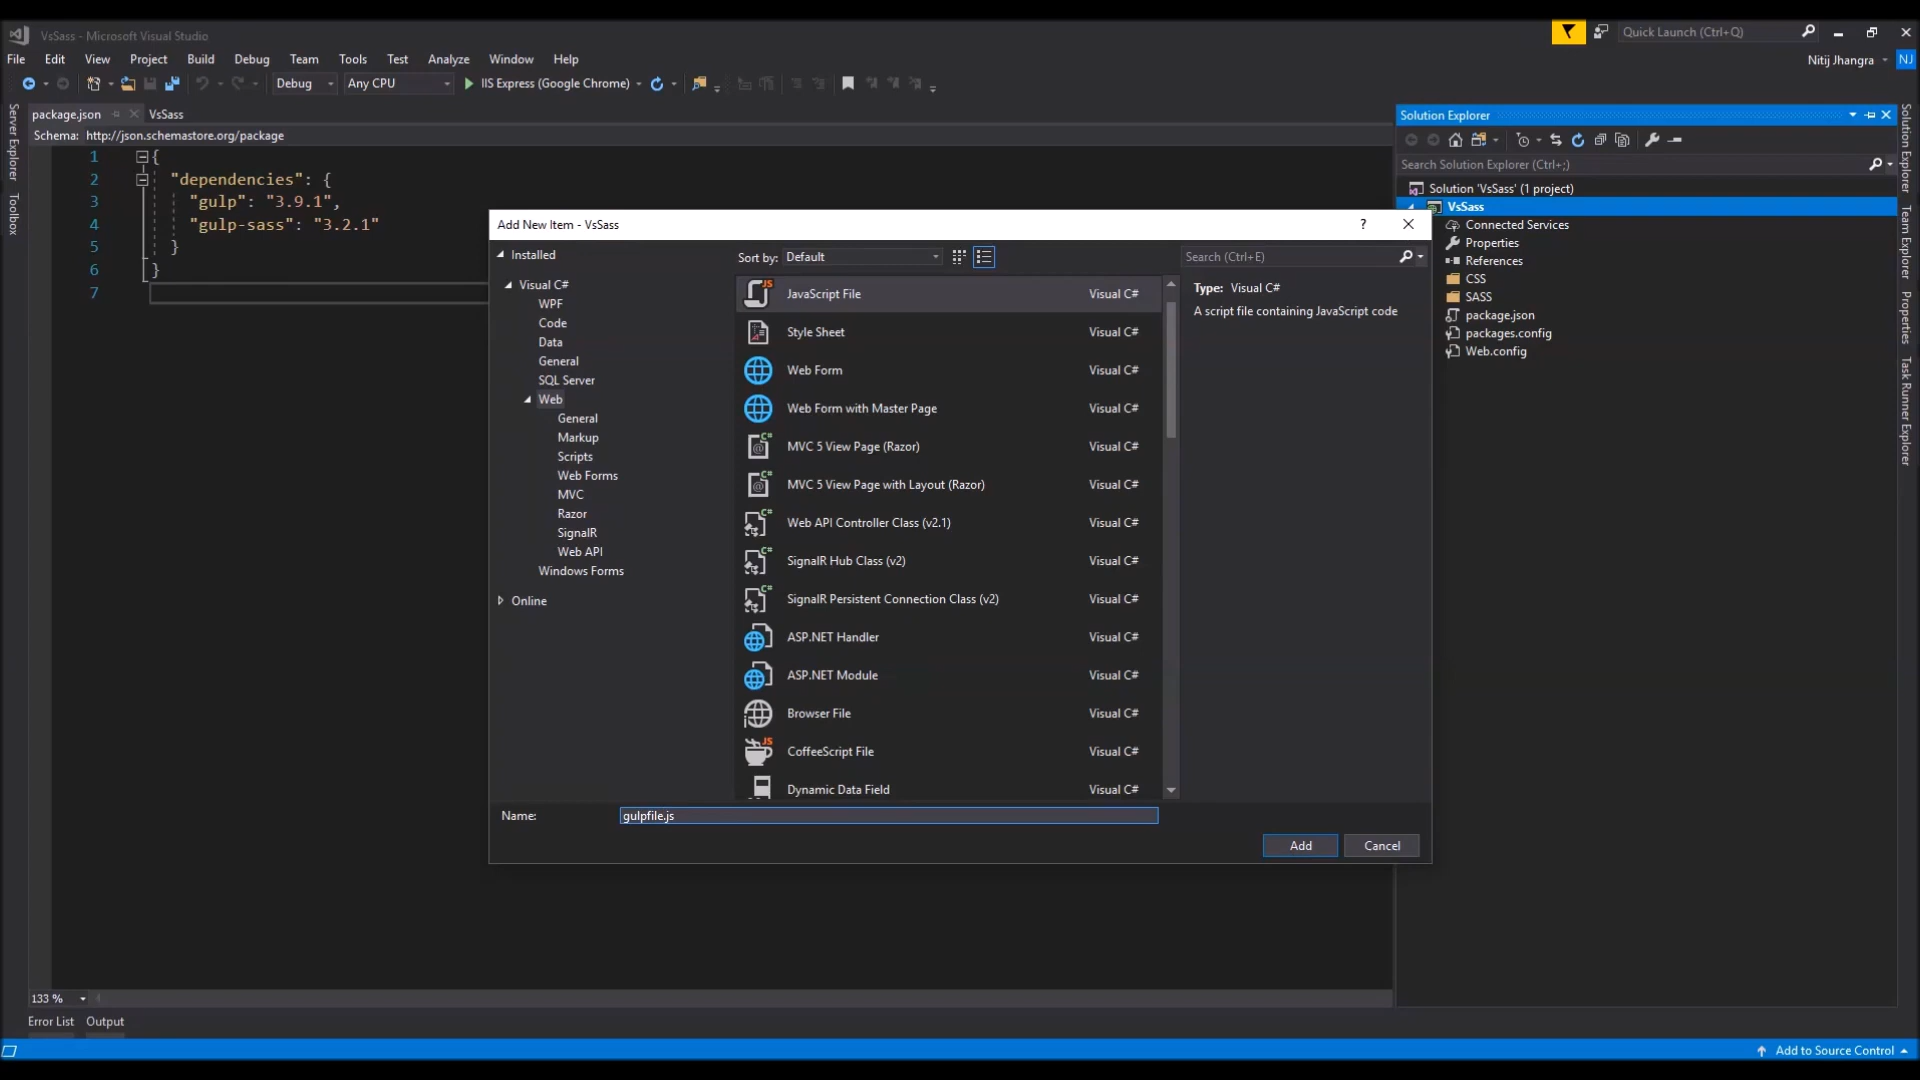 VsSass - Microsoft Visual Studio
Quick Launch (Ctrl+Q)
File Edit View Project Build Debug Team Tools Test Analyze Window Help
Nitij Jhangra NJ
Debug Any CPU IIS Express (Google Chrome)
package.json VsSass
Schema: http://json.schemastore.org/package
Server Explorer
Toolbox
1 {
2 "dependencies": {
3 "gulp": "3.9.1",
4 "gulp-sass": "3.2.1"
5 }
6 }
7
Add New Item - VsSass
?
Installed
Visual C#
WPF
Code
Data
General
SQL Server
Web
General
Markup
Scripts
Web Forms
MVC
Razor
SignalR
Web API
Windows Forms
Online
Sort by: Default
JavaScript File Visual C#
Style Sheet Visual C#
Web Form Visual C#
Web Form with Master Page Visual C#
MVC 5 View Page (Razor) Visual C#
MVC 5 View Page with Layout (Razor) Visual C#
Web API Controller Class (v2.1) Visual C#
SignalR Hub Class (v2) Visual C#
SignalR Persistent Connection Class (v2) Visual C#
ASP.NET Handler Visual C#
ASP.NET Module Visual C#
Browser File Visual C#
CoffeeScript File Visual C#
Dynamic Data Field Visual C#
Search (Ctrl+E)
Type: Visual C#
A script file containing JavaScript code
Name: gulpfile.js
Add Cancel
Solution Explorer
Search Solution Explorer (Ctrl+;)
Solution 'VsSass' (1 project)
VsSass
Connected Services
Properties
References
CSS
SASS
package.json
packages.config
Web.config
Solution Explorer
Team Explorer
Properties
Task Runner Explorer
133 %
Error List Output
Add to Source Control